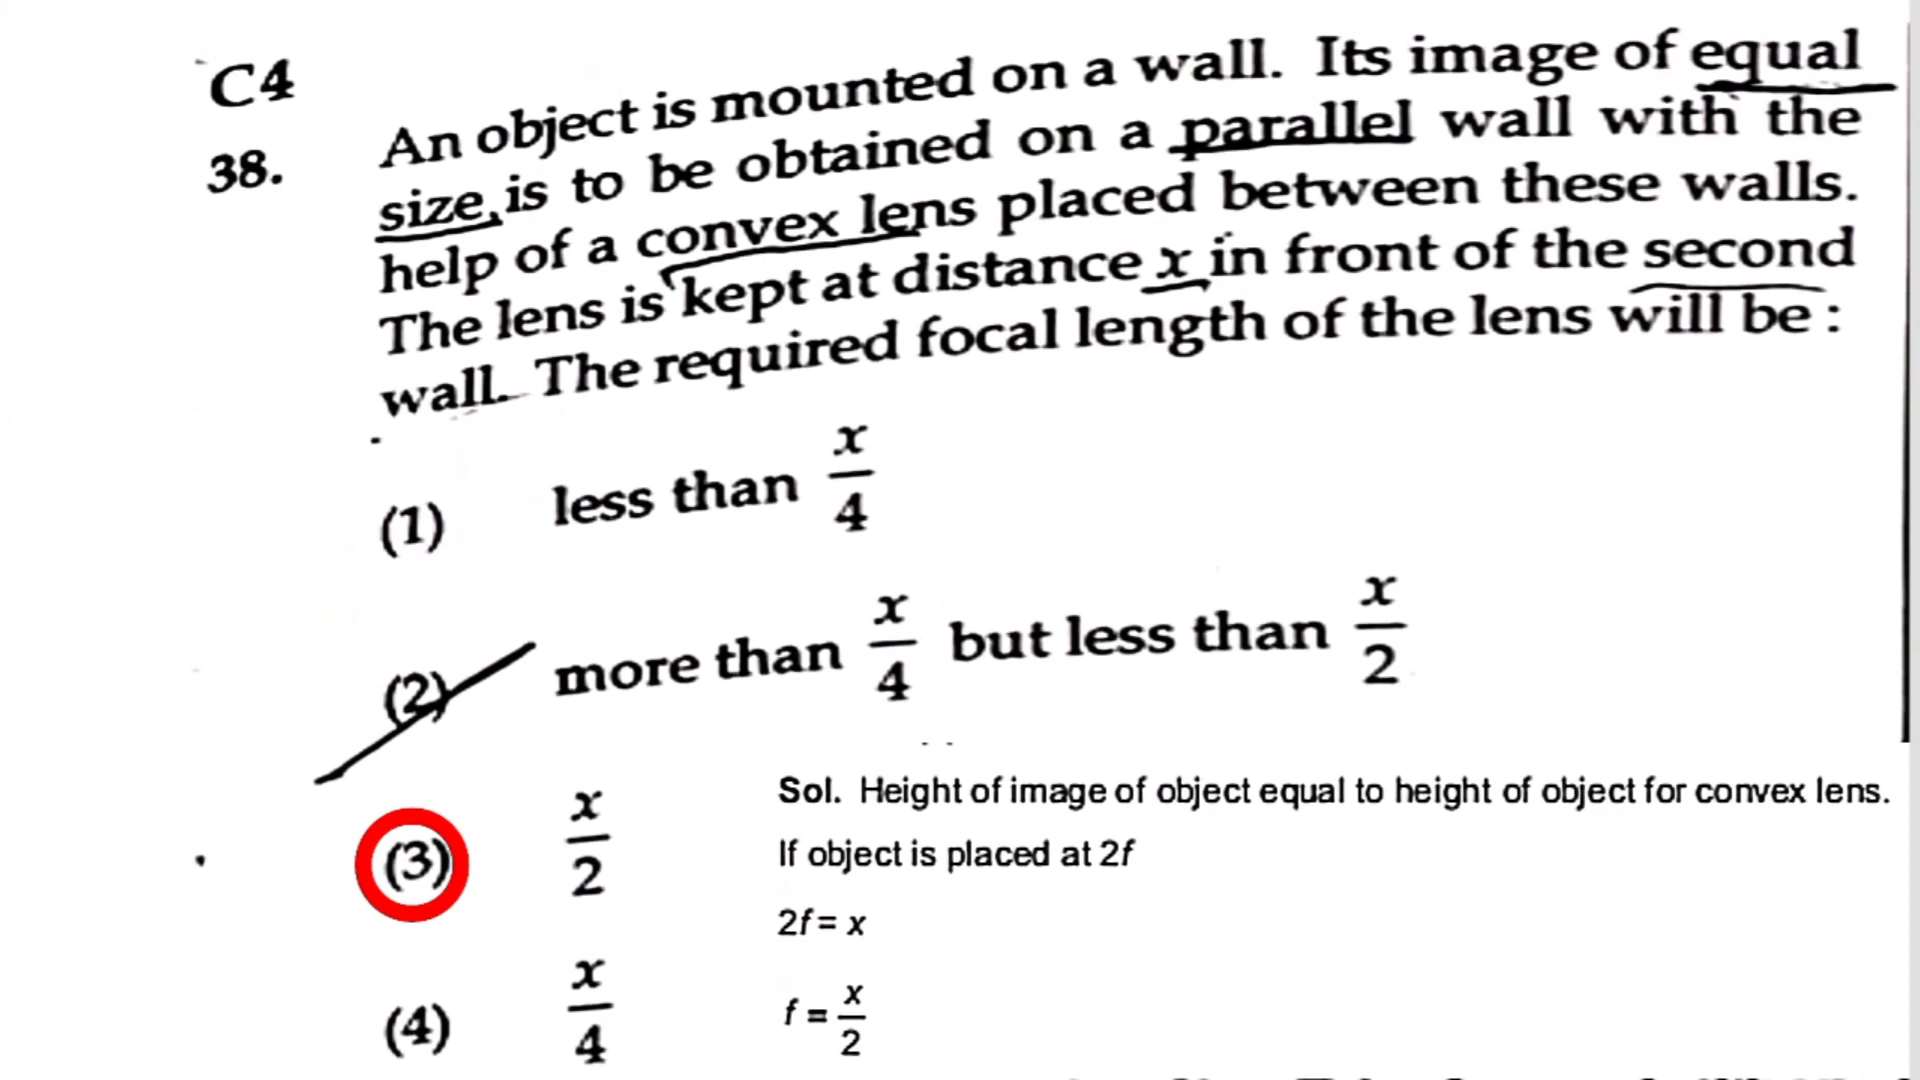 C4
38. An object is mounted on a wall. Its image of equal
size, is to be obtained on a parallel wall with the
help of a convex lens placed between these walls.
The lens is kept at distance x in front of the second
wall. The required focal length of the lens will be :
(1) less than x/4
(2) more than x/4 but less than x/2
(3) x/2
Sol. Height of image of object equal to height of object for convex lens.
If object is placed at 2f
2f = x
(4) x/4
f = x/2